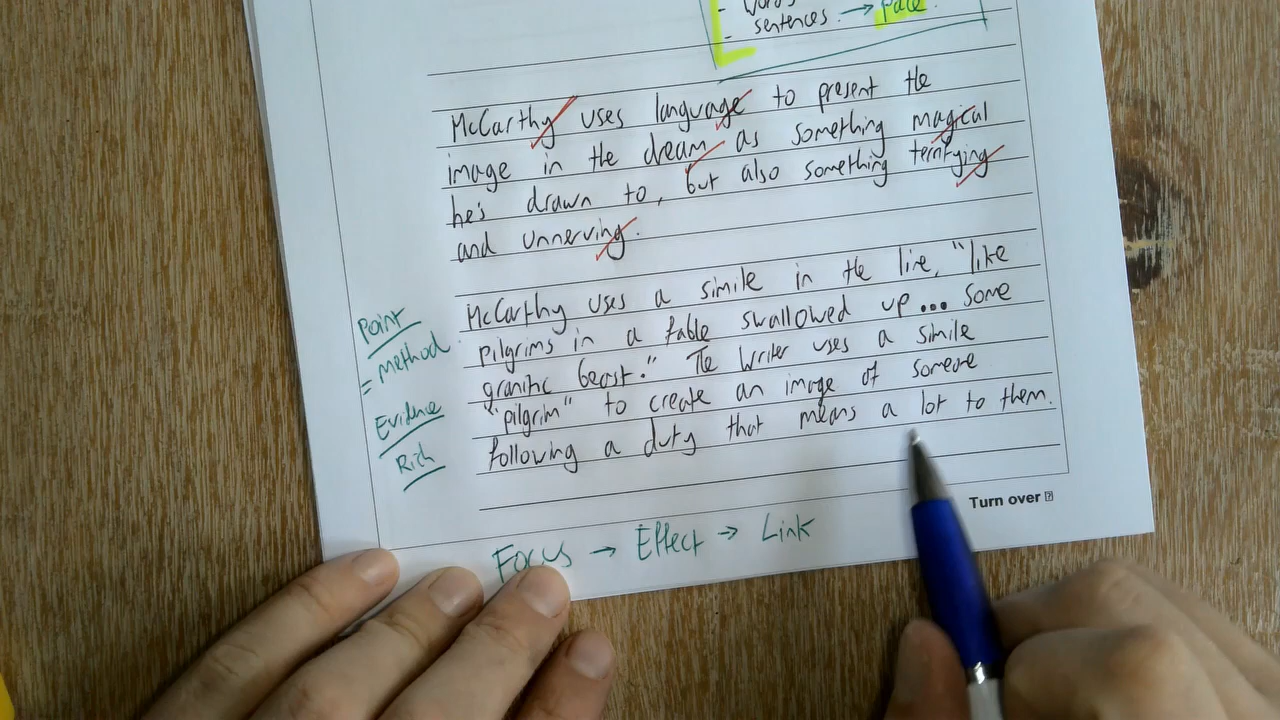 - words
- sentences → pace.
McCarthy uses language to present the
image in the dream as something magical
he's drawn to, but also something terrifying
and unnerving.
McCarthy uses a simile in the line, "like
pilgrims in a fable swallowed up... some
granitic beast." The writer uses a simile
"pilgrim" to create an image of someone
following a duty that means a lot to them.
Point
= Method
Evidence
Rich
Turn over
Focus → Effect → Link